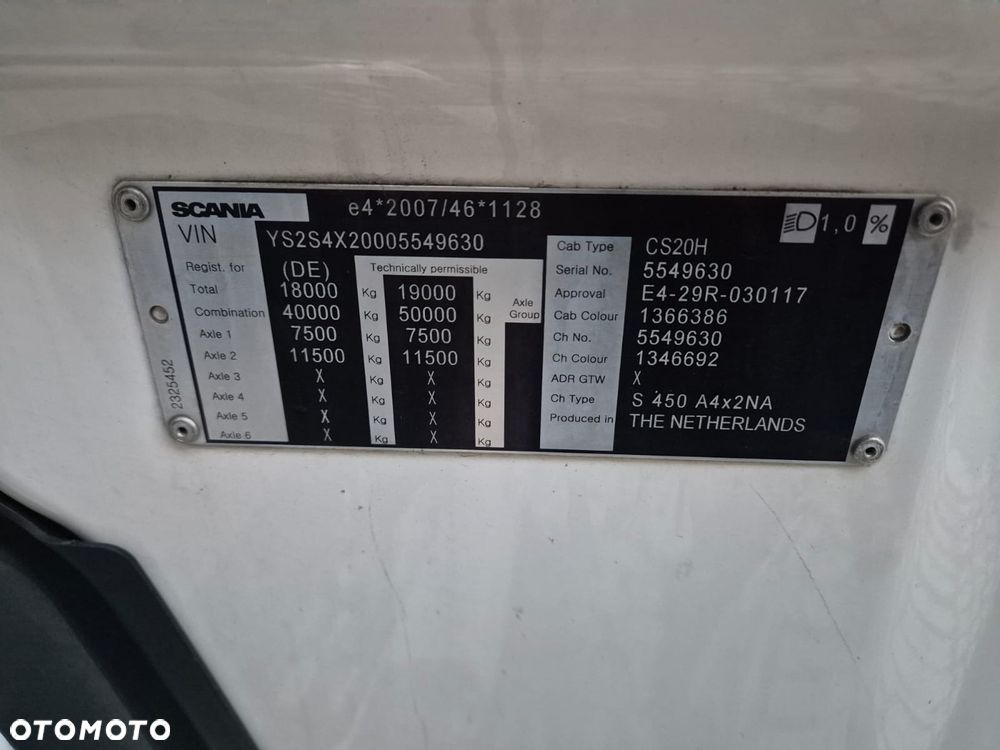 SCANIA e4*2007/46*1128 1,0 %
VIN YS2S4X20005549630
Regist. for (DE) Technically permissible
Total 18000 Kg 19000 Kg Axle Group
Combination 40000 Kg 50000 Kg
Axle 1 7500 Kg 7500 Kg
Axle 2 11500 Kg 11500 Kg
Axle 3 X Kg X Kg
Axle 4 X Kg X Kg
Axle 5 X Kg X Kg
Axle 6 X Kg X Kg
2325452
Cab Type CS20H
Serial No. 5549630
Approval E4-29R-030117
Cab Colour 1366386
Ch No. 5549630
Ch Colour 1346692
ADR GTW X
Ch Type S 450 A4x2NA
Produced in THE NETHERLANDS
OTOMOTO